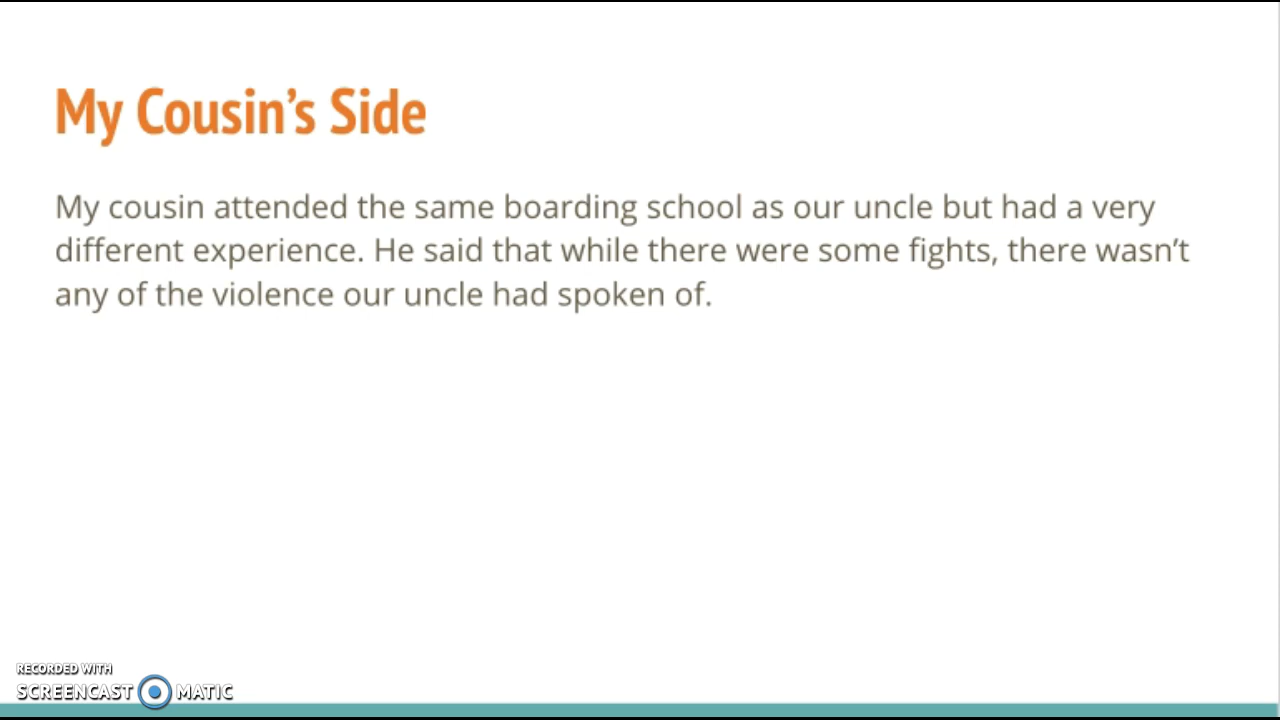 My Cousin’s Side
My cousin attended the same boarding school as our uncle but had a very
different experience. He said that while there were some fights, there wasn’t
any of the violence our uncle had spoken of.
RECORDED WITH
SCREENCAST MATIC